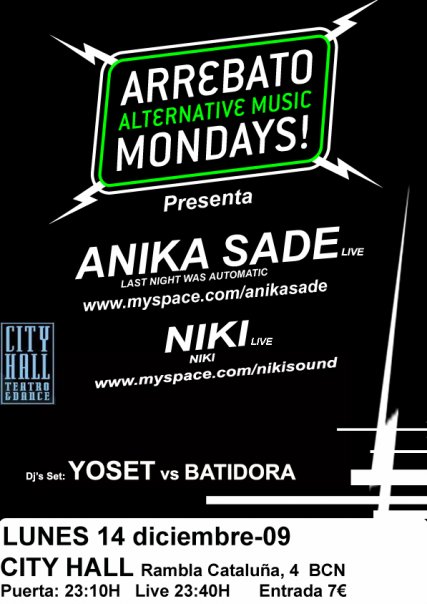 ARREBATO
ALTERNATIVE MUSIC
MONDAYS!
Presenta
ANIKA SADE LIVE
LAST NIGHT WAS AUTOMATIC
www.myspace.com/anikasade
NIKI LIVE
NIKI
www.myspace.com/nikisound
CITY
HALL
TEATRO
&DANCE
Dj's Set: YOSET vs BATIDORA
LUNES 14 diciembre-09
CITY HALL Rambla Cataluña, 4 BCN
Puerta: 23:10H Live 23:40H Entrada 7€